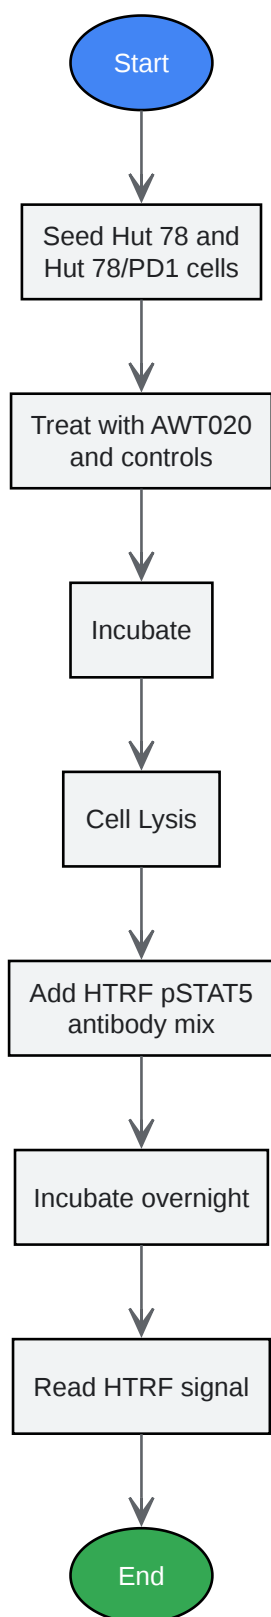 Start
Seed Hut 78 and
Hut 78/PD1 cells
Treat with AWT020
and controls
Incubate
Cell Lysis
Add HTRF pSTAT5
antibody mix
Incubate overnight
Read HTRF signal
End